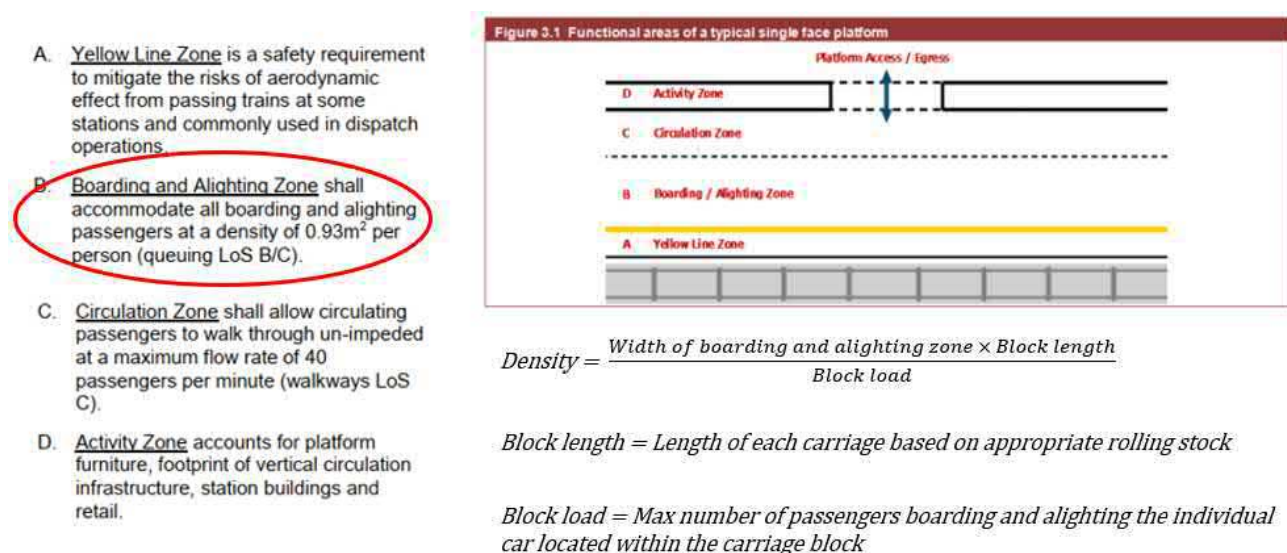 A. Yellow Line Zone is a safety requirement
to mitigate the risks of aerodynamic
effect from passing trains at some
stations and commonly used in dispatch
operations.
B. Boarding and Alighting Zone shall
accommodate all boarding and alighting
passengers at a density of 0.93m² per
person (queuing LoS B/C).
C. Circulation Zone shall allow circulating
passengers to walk through un-impeded
at a maximum flow rate of 40
passengers per minute (walkways LoS
C).
D. Activity Zone accounts for platform
furniture, footprint of vertical circulation
infrastructure, station buildings and
retail.
Figure 3.1 Functional areas of a typical single face platform
Platform Access / Egress
D Activity Zone
C Circulation Zone
B Boarding / Alighting Zone
A Yellow Line Zone
Density = Width of boarding and alighting zone × Block length
Block load
Block length = Length of each carriage based on appropriate rolling stock
Block load = Max number of passengers boarding and alighting the individual
car located within the carriage block